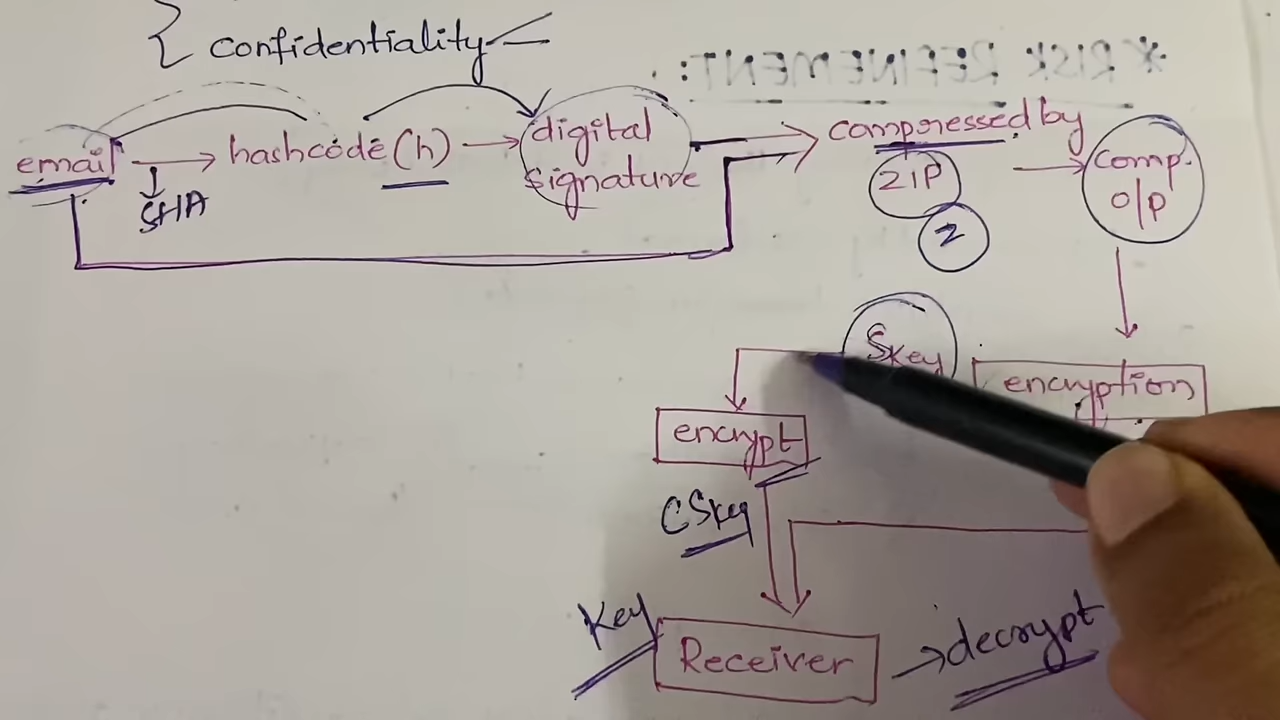 confidentiality
* RISK REFINEMENT:
email → hashcode (h) → digital signature
SHA
compressed by
ZIP
Z
Comp. O/P
Skey
encryption
encrypt
CSkey
Key
Receiver → decrypt